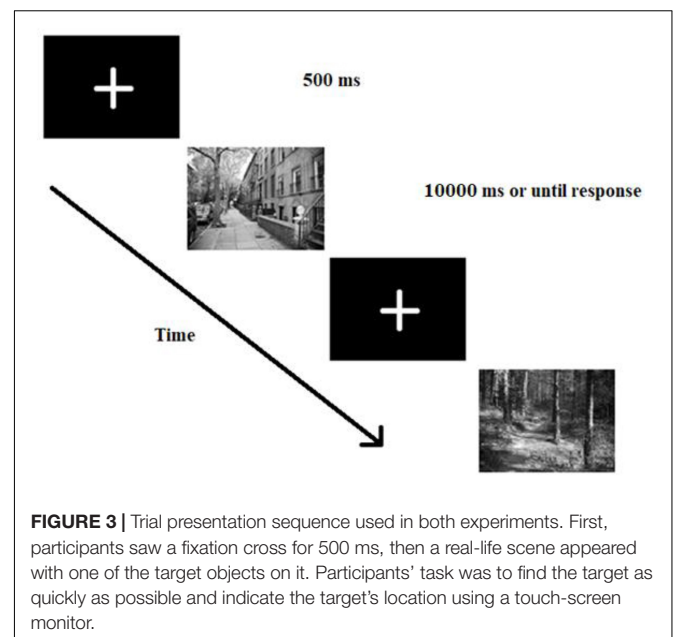 500 ms
10000 ms or until response
Time
FIGURE 3 | Trial presentation sequence used in both experiments. First,
participants saw a fixation cross for 500 ms, then a real-life scene appeared
with one of the target objects on it. Participants’ task was to find the target as
quickly as possible and indicate the target’s location using a touch-screen
monitor.